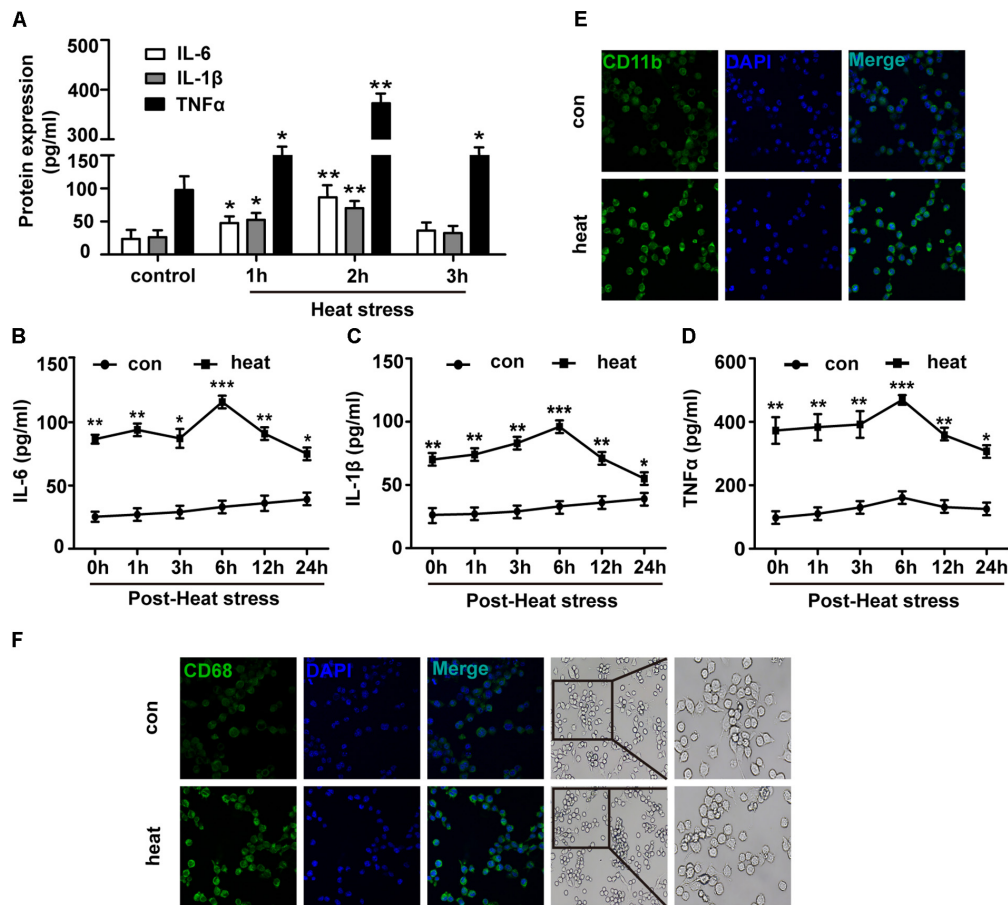 A
Protein expression
(pg/ml)
500
400
300
150
100
50
0
IL-6
IL-1β
TNFα
* * *
** ** **
*
control 1h 2h 3h
Heat stress
E
CD11b DAPI Merge
con
heat
B
con heat
IL-6 (pg/ml)
150
100
50
0
** ** * *** ** *
0h 1h 3h 6h 12h 24h
Post-Heat stress
C
con heat
IL-1β (pg/ml)
150
100
50
0
** ** ** *** ** *
0h 1h 3h 6h 12h 24h
Post-Heat stress
D
con heat
TNFα (pg/ml)
600
400
200
0
** ** ** *** ** *
0h 1h 3h 6h 12h 24h
Post-Heat stress
F
CD68 DAPI Merge
con
heat